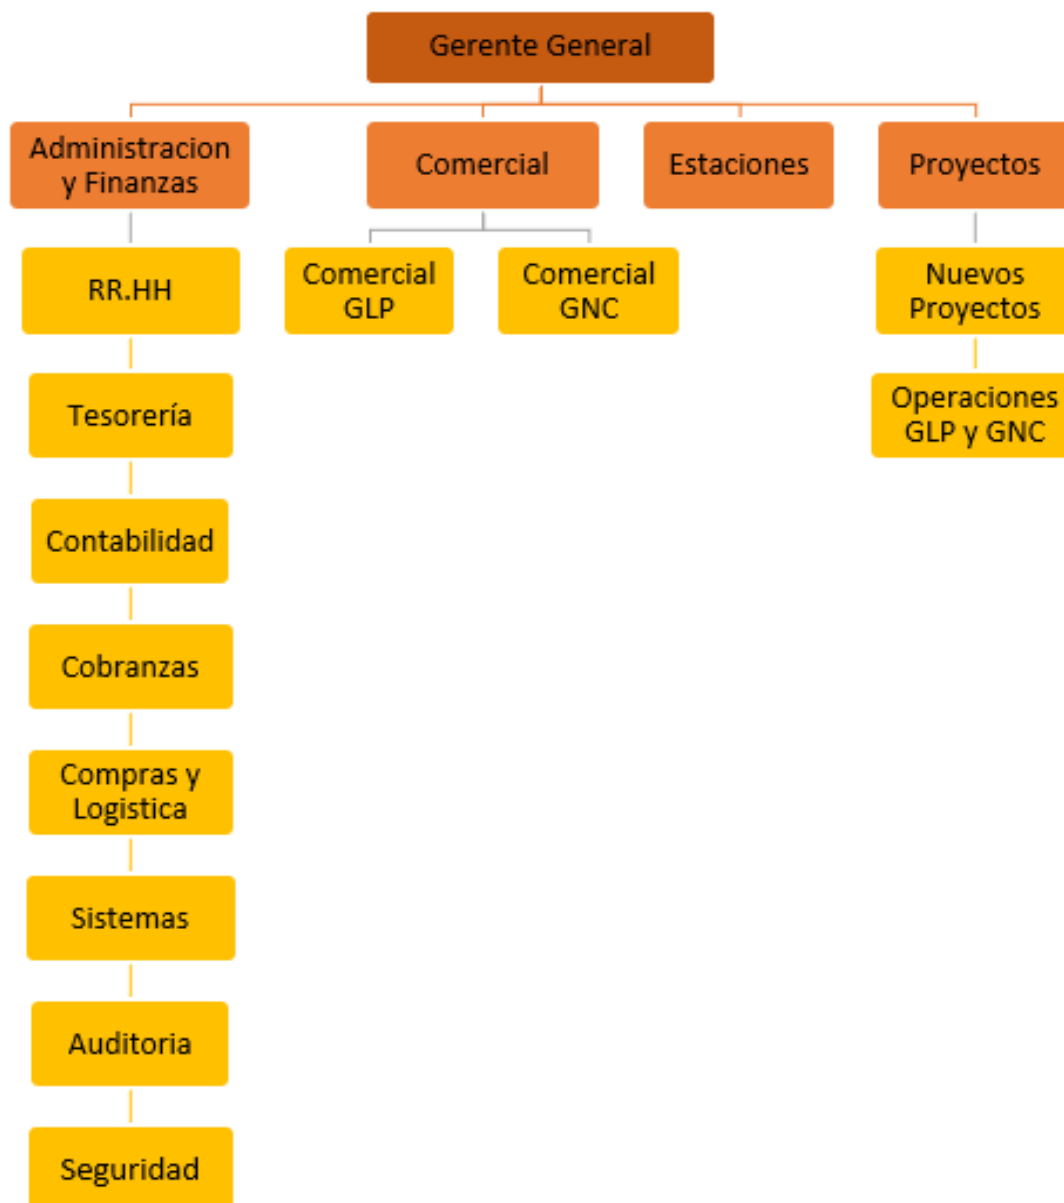 Gerente General
Administracion
y Finanzas
Comercial
Estaciones
Proyectos
RR.HH
Comercial
GLP
Comercial
GNC
Nuevos
Proyectos
Tesorería
Operaciones
GLP y GNC
Contabilidad
Cobranzas
Compras y
Logistica
Sistemas
Auditoria
Seguridad